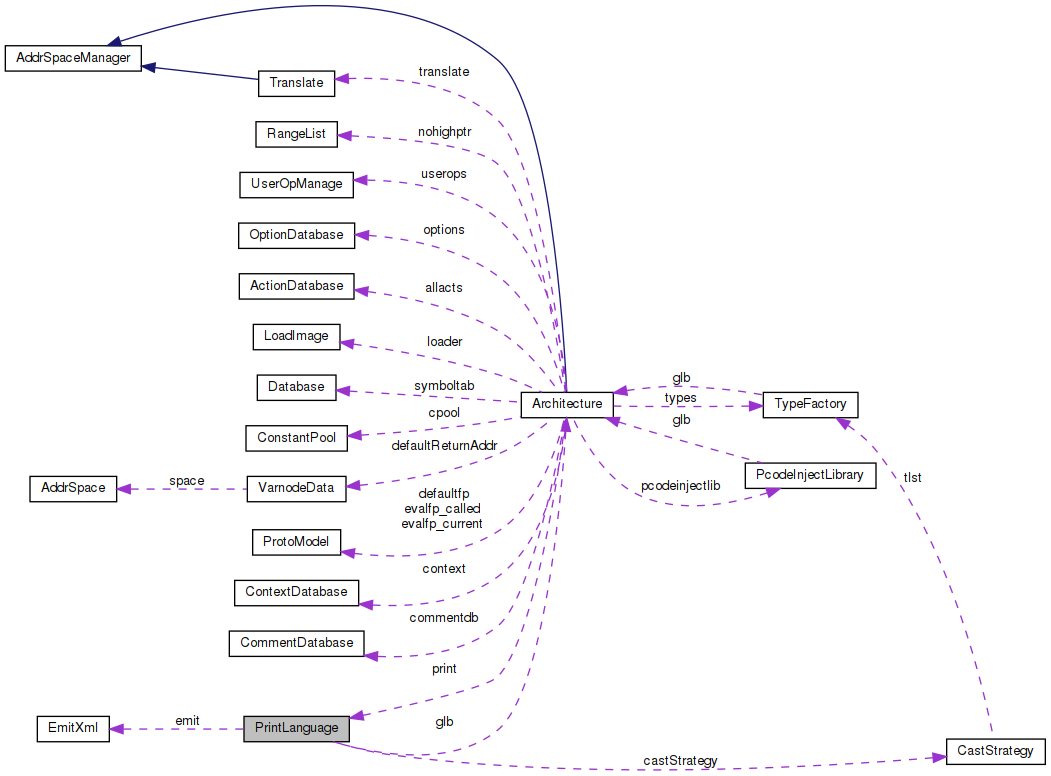 AddrSpaceManager
Translate
translate
RangeList
nohighptr
UserOpManage
userops
OptionDatabase
options
ActionDatabase
allacts
LoadImage
loader
Database
symboltab
Architecture
glb
types
TypeFactory
ConstantPool
cpool
glb
defaultReturnAddr
AddrSpace
space
VarnodeData
pcodeinjectlib
PcodeInjectLibrary
tlst
ProtoModel
defaultfp
evalfp_called
evalfp_current
ContextDatabase
context
CommentDatabase
commentdb
print
EmitXml
emit
PrintLanguage
glb
castStrategy
CastStrategy